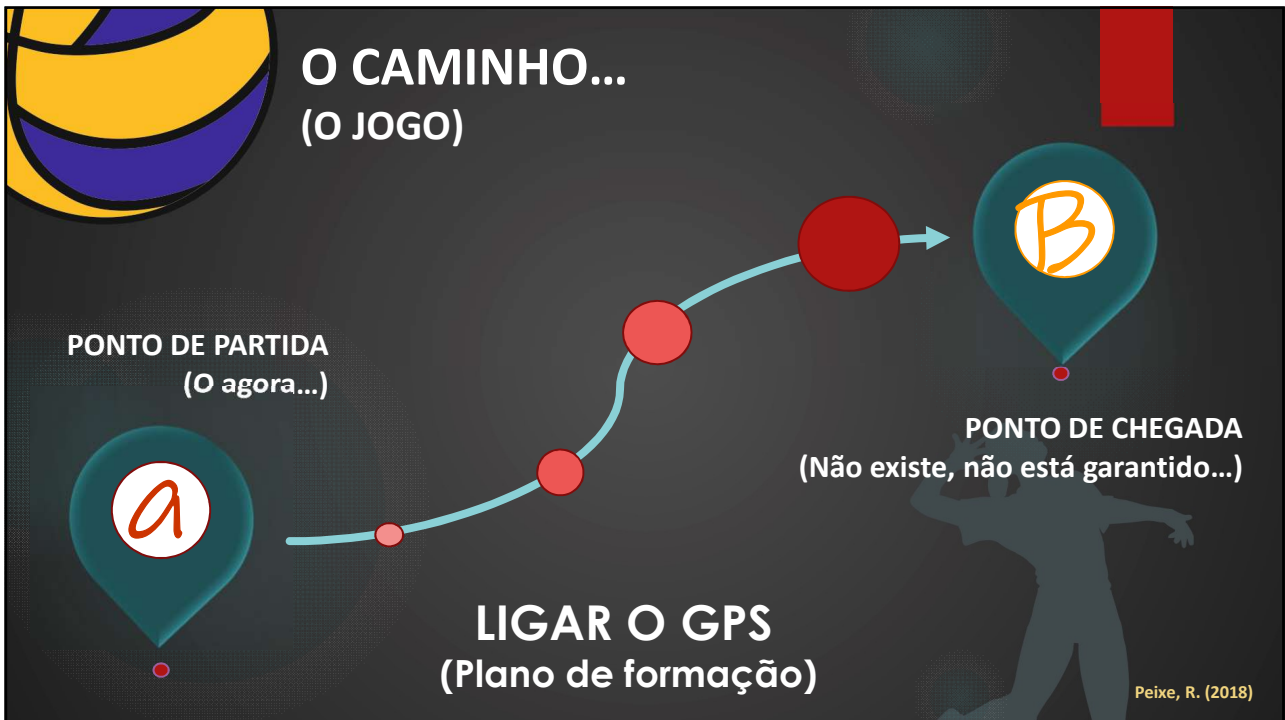 O CAMINHO...
(O JOGO)
B
PONTO DE PARTIDA
(O agora...)
PONTO DE CHEGADA
(Não existe, não está garantido...)
a
LIGAR O GPS
(Plano de formação)
Peixe, R. (2018)